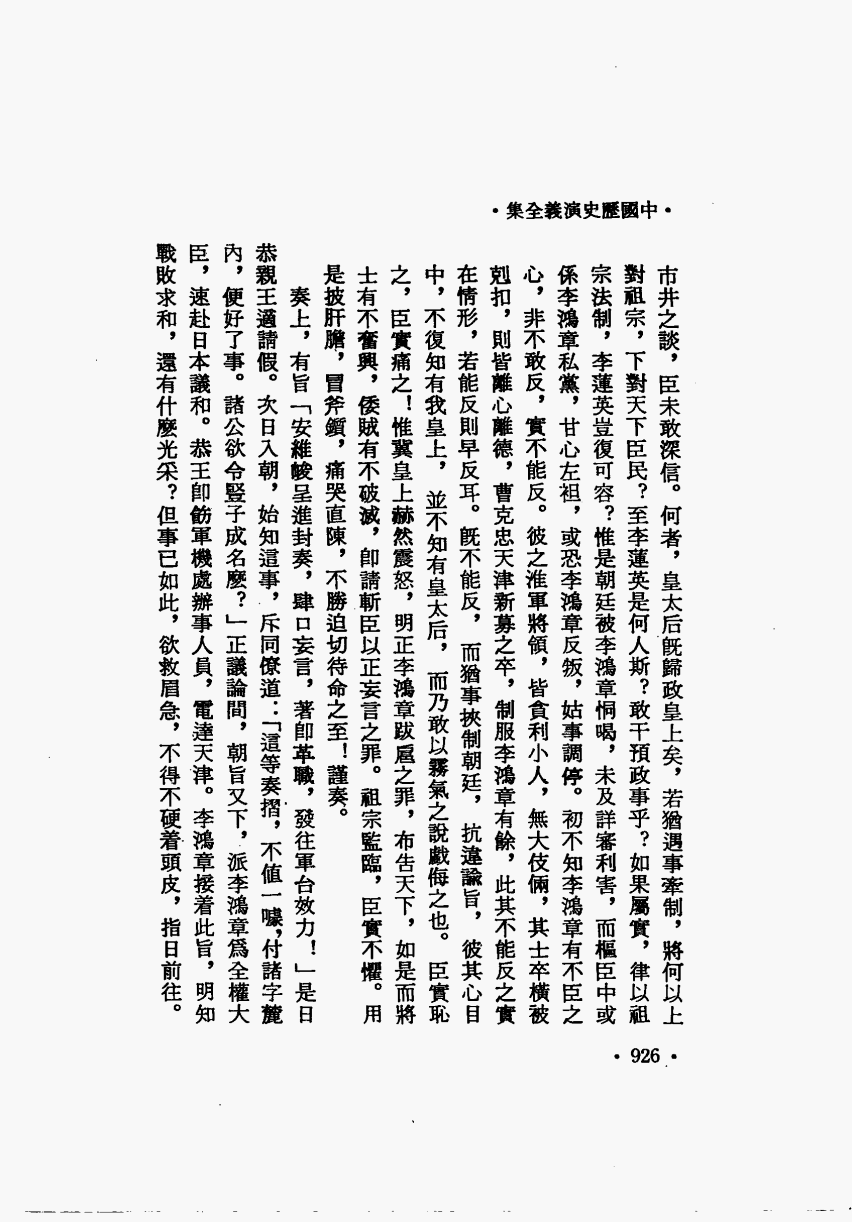 •中國歷史演義全集•
市井之談，臣未敢深信。何者，皇太后既歸政皇上矣，若猶遇事牽制，將何以上
對祖宗，下對天下臣民？至李蓮英是何人斯？敢干預政事乎？如果屬實，律以祖
宗法制，李蓮英豈復可容？惟是朝廷被李鴻章恫喝，未及詳審利害，而樞臣中或
係李鴻章私黨，甘心左袒，或恐李鴻章反叛，姑事調停。初不知李鴻章有不臣之
心，非不敢反，實不能反。彼之淮軍將領，皆貪利小人，無大伎倆，其士卒橫被
剋扣，則皆離心離德，曹克忠天津新募之卒，制服李鴻章有餘，此其不能反之實
在情形，若能反則早反耳。既不能反，而猶事挾制朝廷，抗違諭旨，彼其心目
中，不復知有我皇上，並不知有皇太后，而乃敢以霧氣之說戲侮之也。臣實恥
之，臣實痛之！惟冀皇上赫然震怒，明正李鴻章跋扈之罪，布告天下，如是而將
士有不奮興，倭賊有不破滅，即請斬臣以正妄言之罪。祖宗監臨，臣實不懼。用
是披肝膽，冒斧鑕，痛哭直陳，不勝迫切待命之至！謹奏。
奏上，有旨「安維峻呈進封奏，肆口妄言，著即革職，發往軍台效力！」是日
恭親王適請假。次日入朝，始知這事，斥同僚道：「這等奏摺，不值一噱，付諸字簏
內，便好了事。諸公欲令豎子成名麼？」正議論間，朝旨又下，派李鴻章爲全權大
臣，速赴日本議和。恭王卽飭軍機處辦事人員，電達天津。李鴻章接着此旨，明知
戰敗求和，還有什麼光采？但事已如此，欲救眉急，不得不硬着頭皮，指日前往。
•926•